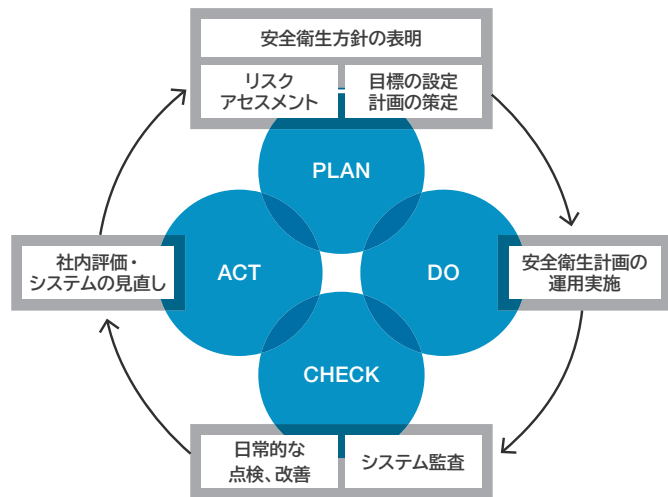 安全衛生方針の表明
リスク
アセスメント
目標の設定
計画の策定
PLAN
ACT
DO
CHECK
社内評価・
システムの見直し
安全衛生計画の
運用実施
日常的な
点検、改善
システム監査